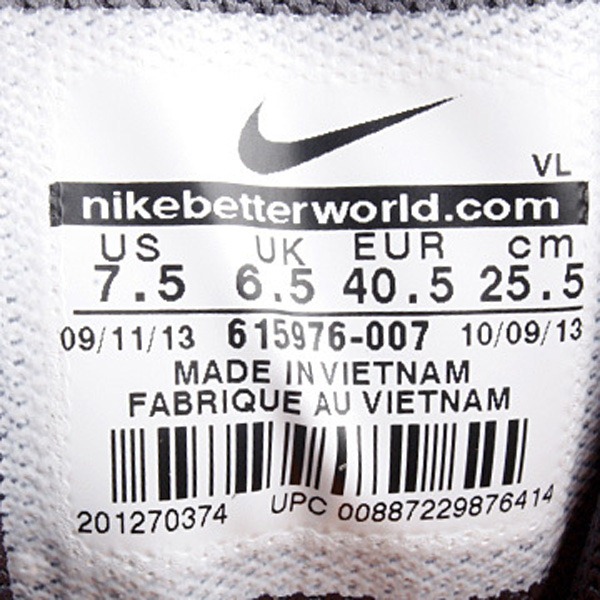 VL
nikebetterworld.com
US UK EUR cm
7.5 6.5 40.5 25.5
09/11/13 615976-007 10/09/13
MADE IN VIETNAM
FABRIQUE AU VIETNAM
201270374 UPC 00887229876414